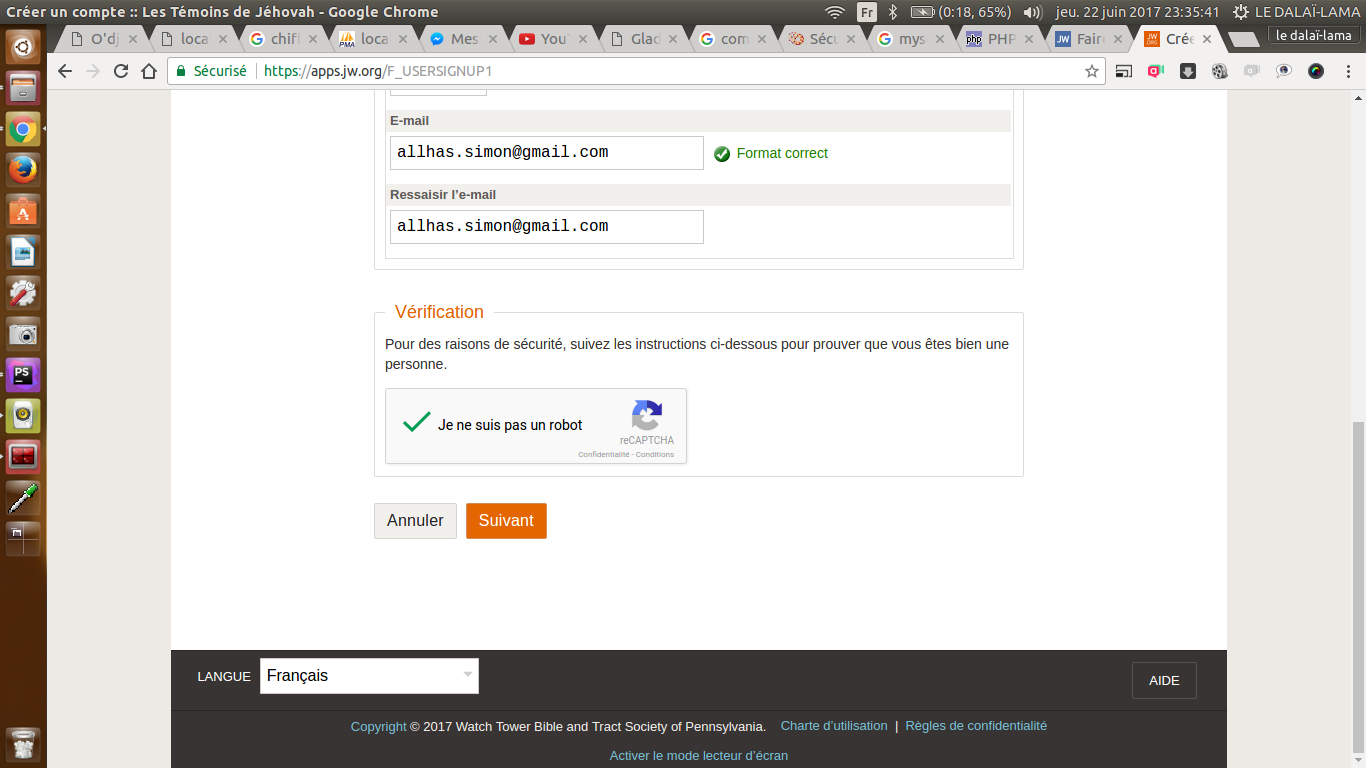 Créer un compte :: Les Témoins de Jéhovah - Google Chrome
Fr (0:18, 65%) jeu. 22 juin 2017 23:35:41 LE DALAÏ-LAMA
O'dj loca chiff loca Mes You Glad com Sécu mys PHP Faire Crée le dalaï-lama
Sécurisé https://apps.jw.org/F_USERSIGNUP1
E-mail
allhas.simon@gmail.com Format correct
Ressaisir l'e-mail
allhas.simon@gmail.com
Vérification
Pour des raisons de sécurité, suivez les instructions ci-dessous pour prouver que vous êtes bien une
personne.
Je ne suis pas un robot
reCAPTCHA
Confidentialité - Conditions
Annuler Suivant
LANGUE Français AIDE
Copyright © 2017 Watch Tower Bible and Tract Society of Pennsylvania. Charte d'utilisation | Règles de confidentialité
Activer le mode lecteur d'écran